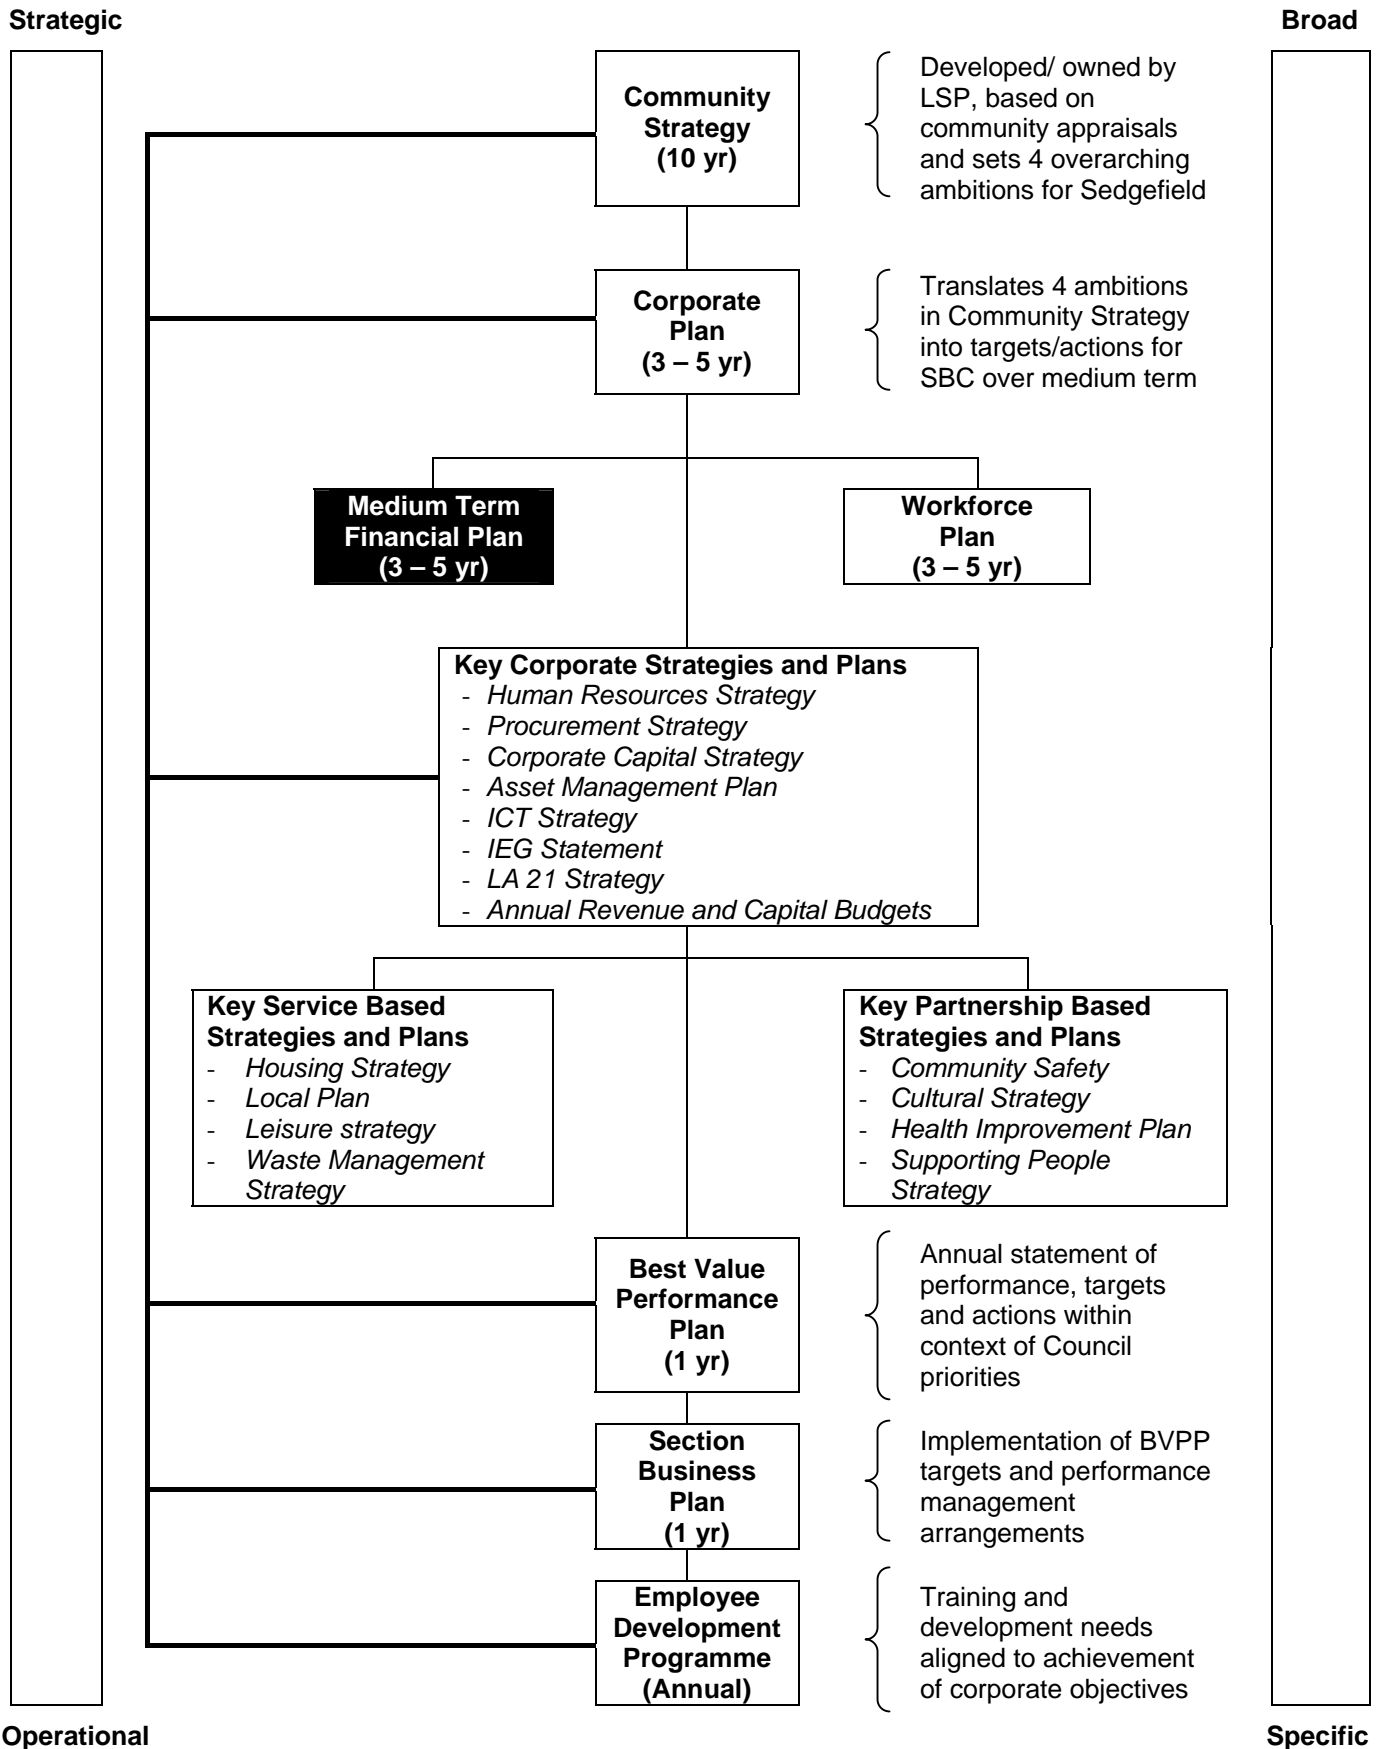 Strategic
Broad
Community
Strategy
(10 yr)
Developed/ owned by
LSP, based on
community appraisals
and sets 4 overarching
ambitions for Sedgefield
Corporate
Plan
(3 – 5 yr)
Translates 4 ambitions
in Community Strategy
into targets/actions for
SBC over medium term
Medium Term
Financial Plan
(3 – 5 yr)
Workforce
Plan
(3 – 5 yr)
Key Corporate Strategies and Plans
- Human Resources Strategy
- Procurement Strategy
- Corporate Capital Strategy
- Asset Management Plan
- ICT Strategy
- IEG Statement
- LA 21 Strategy
- Annual Revenue and Capital Budgets
Key Service Based
Strategies and Plans
- Housing Strategy
- Local Plan
- Leisure strategy
- Waste Management
Strategy
Key Partnership Based
Strategies and Plans
- Community Safety
- Cultural Strategy
- Health Improvement Plan
- Supporting People
Strategy
Best Value
Performance
Plan
(1 yr)
Annual statement of
performance, targets
and actions within
context of Council
priorities
Section
Business
Plan
(1 yr)
Implementation of BVPP
targets and performance
management
arrangements
Employee
Development
Programme
(Annual)
Training and
development needs
aligned to achievement
of corporate objectives
Operational
Specific